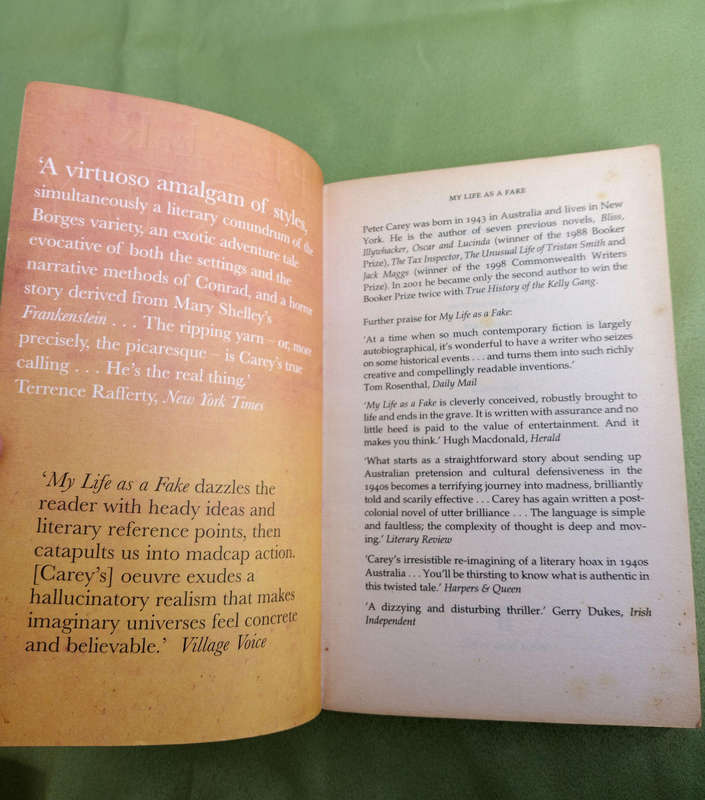 ‘A virtuoso amalgam of styles,
simultaneously a literary conundrum of the
Borges variety, an exotic adventure tale
evocative of both the settings and the
narrative methods of Conrad, and a horror
story derived from Mary Shelley’s
Frankenstein . . . The ripping yarn – or, more
precisely, the picaresque – is Carey’s true
calling . . . He’s the real thing.’
Terrence Rafferty, New York Times
‘My Life as a Fake dazzles the
reader with heady ideas and
literary reference points, then
catapults us into madcap action.
[Carey’s] oeuvre exudes a
hallucinatory realism that makes
imaginary universes feel concrete
and believable.’ Village Voice
MY LIFE AS A FAKE
Peter Carey was born in 1943 in Australia and lives in New
York. He is the author of seven previous novels, Bliss,
Illywhacker, Oscar and Lucinda (winner of the 1988 Booker
Prize), The Tax Inspector, The Unusual Life of Tristan Smith and
Jack Maggs (winner of the 1998 Commonwealth Writers
Prize). In 2001 he became only the second author to win the
Booker Prize twice with True History of the Kelly Gang.
Further praise for My Life as a Fake:
‘At a time when so much contemporary fiction is largely
autobiographical, it’s wonderful to have a writer who seizes
on some historical events . . . and turns them into such richly
creative and compellingly readable inventions.’
Tom Rosenthal, Daily Mail
‘My Life as a Fake is cleverly conceived, robustly brought to
life and ends in the grave. It is written with assurance and no
little heed is paid to the value of entertainment. And it
makes you think.’ Hugh Macdonald, Herald
‘What starts as a straightforward story about sending up
Australian pretension and cultural defensiveness in the
1940s becomes a terrifying journey into madness, brilliantly
told and scarily effective . . . Carey has again written a post-
colonial novel of utter brilliance . . . The language is simple
and faultless; the complexity of thought is deep and mov-
ing.’ Literary Review
‘Carey’s irresistible re-imagining of a literary hoax in 1940s
Australia . . . You’ll be thirsting to know what is authentic in
this twisted tale.’ Harpers & Queen
‘A dizzying and disturbing thriller.’ Gerry Dukes, Irish
Independent